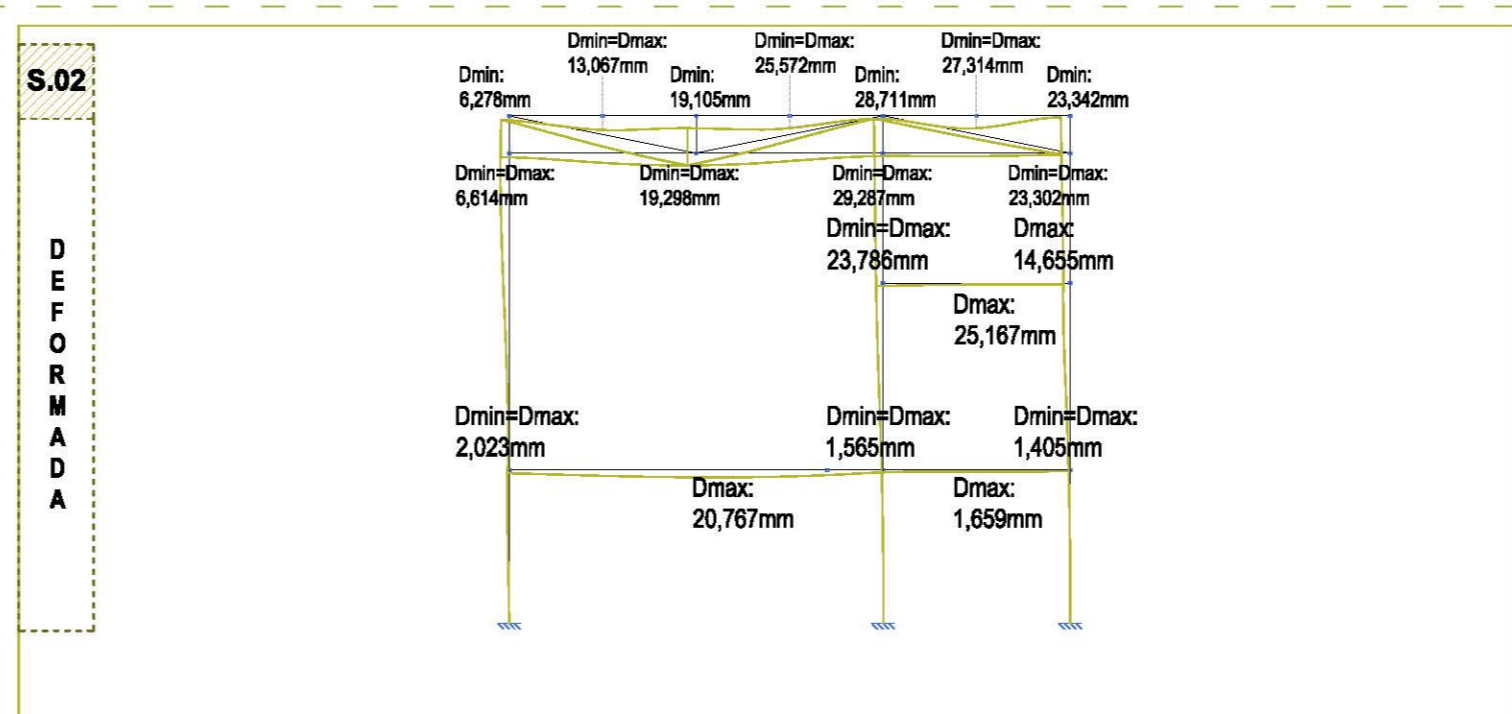 S.02
D
E
F
O
R
M
A
D
A
Dmin=Dmax:
13,067mm
Dmin=Dmax:
25,572mm
Dmin=Dmax:
27,314mm
Dmin:
6,278mm
Dmin:
19,105mm
Dmin:
28,711mm
Dmin:
23,342mm
Dmin=Dmax:
6,614mm
Dmin=Dmax:
19,298mm
Dmin=Dmax:
29,287mm
Dmin=Dmax:
23,302mm
Dmin=Dmax:
23,786mm
Dmax:
14,655mm
Dmax:
25,167mm
Dmin=Dmax:
2,023mm
Dmin=Dmax:
1,565mm
Dmin=Dmax:
1,405mm
Dmax:
20,767mm
Dmax:
1,659mm